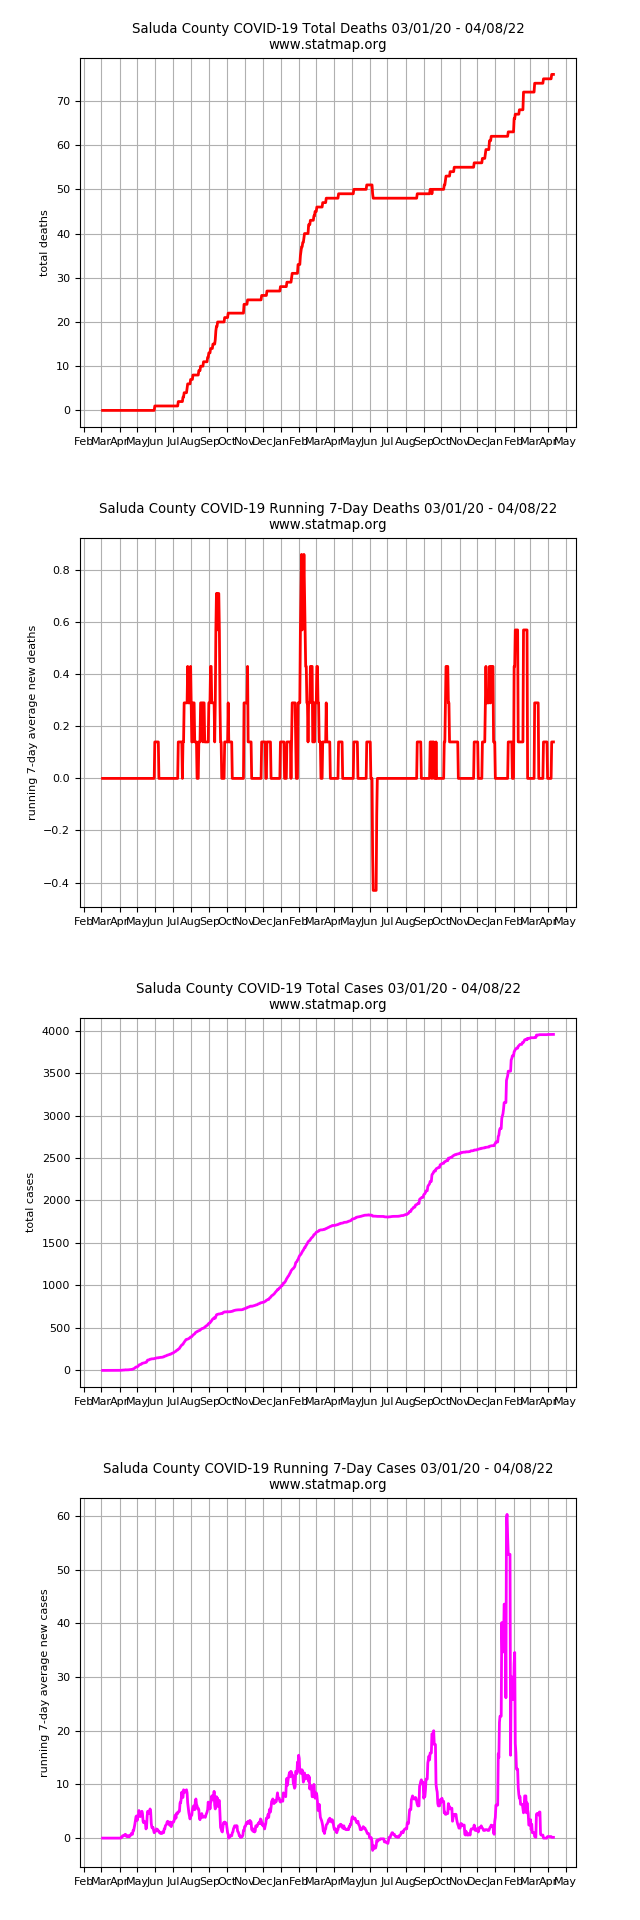 Saluda County COVID-19 Total Deaths 03/01/20 - 04/08/22
www.statmap.org
70
60
50
40
30
20
10
0
total deaths
Feb Mar Apr May Jun Jul Aug Sep Oct Nov Dec Jan Feb Mar Apr May Jun Jul Aug Sep Oct Nov Dec Jan Feb Mar Apr May
Saluda County COVID-19 Running 7-Day Deaths 03/01/20 - 04/08/22
www.statmap.org
0.8
0.6
0.4
0.2
0.0
−0.2
−0.4
running 7-day average new deaths
Feb Mar Apr May Jun Jul Aug Sep Oct Nov Dec Jan Feb Mar Apr May Jun Jul Aug Sep Oct Nov Dec Jan Feb Mar Apr May
Saluda County COVID-19 Total Cases 03/01/20 - 04/08/22
www.statmap.org
4000
3500
3000
2500
2000
1500
1000
500
0
total cases
Feb Mar Apr May Jun Jul Aug Sep Oct Nov Dec Jan Feb Mar Apr May Jun Jul Aug Sep Oct Nov Dec Jan Feb Mar Apr May
Saluda County COVID-19 Running 7-Day Cases 03/01/20 - 04/08/22
www.statmap.org
60
50
40
30
20
10
0
running 7-day average new cases
Feb Mar Apr May Jun Jul Aug Sep Oct Nov Dec Jan Feb Mar Apr May Jun Jul Aug Sep Oct Nov Dec Jan Feb Mar Apr May